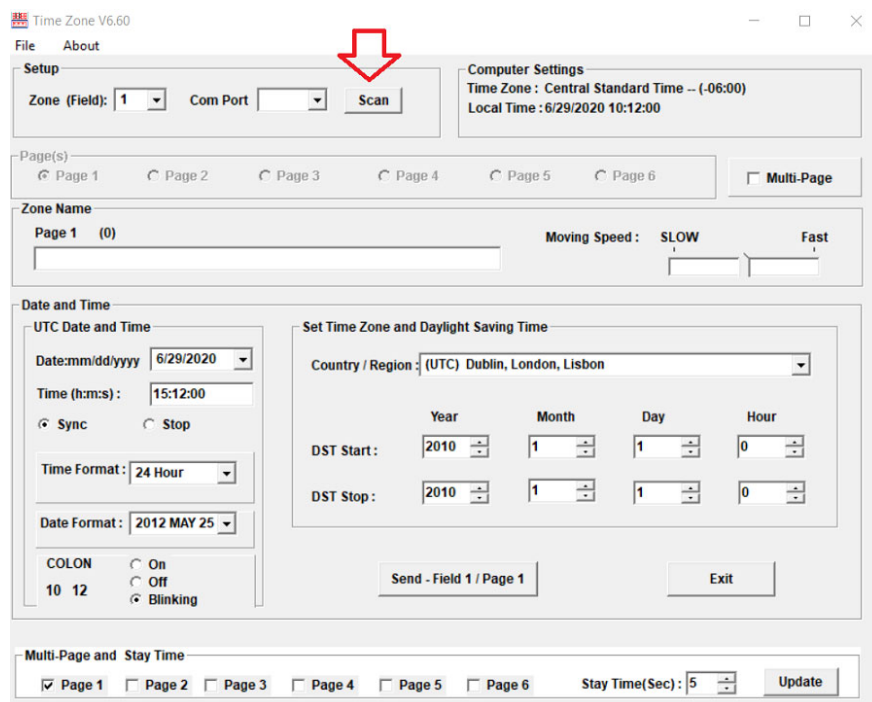 Time Zone V6.60
File About
Setup
Zone (Field): 1 Com Port Scan
Computer Settings
Time Zone : Central Standard Time -- (-06:00)
Local Time : 6/29/2020 10:12:00
Page(s)
Page 1 Page 2 Page 3 Page 4 Page 5 Page 6
Multi-Page
Zone Name
Page 1 (0)
Moving Speed : SLOW Fast
Date and Time
UTC Date and Time
Date:mm/dd/yyyy 6/29/2020
Time (h:m:s) : 15:12:00
Sync Stop
Time Format : 24 Hour
Date Format : 2012 MAY 25
COLON
10 12
On
Off
Blinking
Set Time Zone and Daylight Saving Time
Country / Region : (UTC) Dublin, London, Lisbon
Year Month Day Hour
DST Start : 2010 1 1 0
DST Stop : 2010 1 1 0
Send - Field 1 / Page 1
Exit
Multi-Page and Stay Time
Page 1 Page 2 Page 3 Page 4 Page 5 Page 6 Stay Time(Sec) : 5 Update